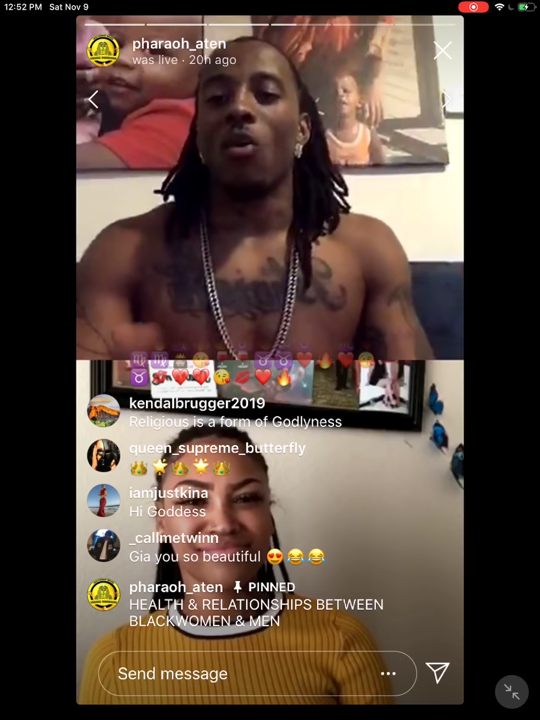 12:52 PM Sat Nov 9
pharaoh_aten
was live · 20h ago
kendalbrugger2019
Religious is a form of Godlyness
queen_supreme_butterfly
👑🌟👑🌟👑
iamjustkina
Hi Goddess
_callmetwinn
Gia you so beautiful 😍😂😂
pharaoh_aten PINNED
HEALTH & RELATIONSHIPS BETWEEN
BLACKWOMEN & MEN
Send message